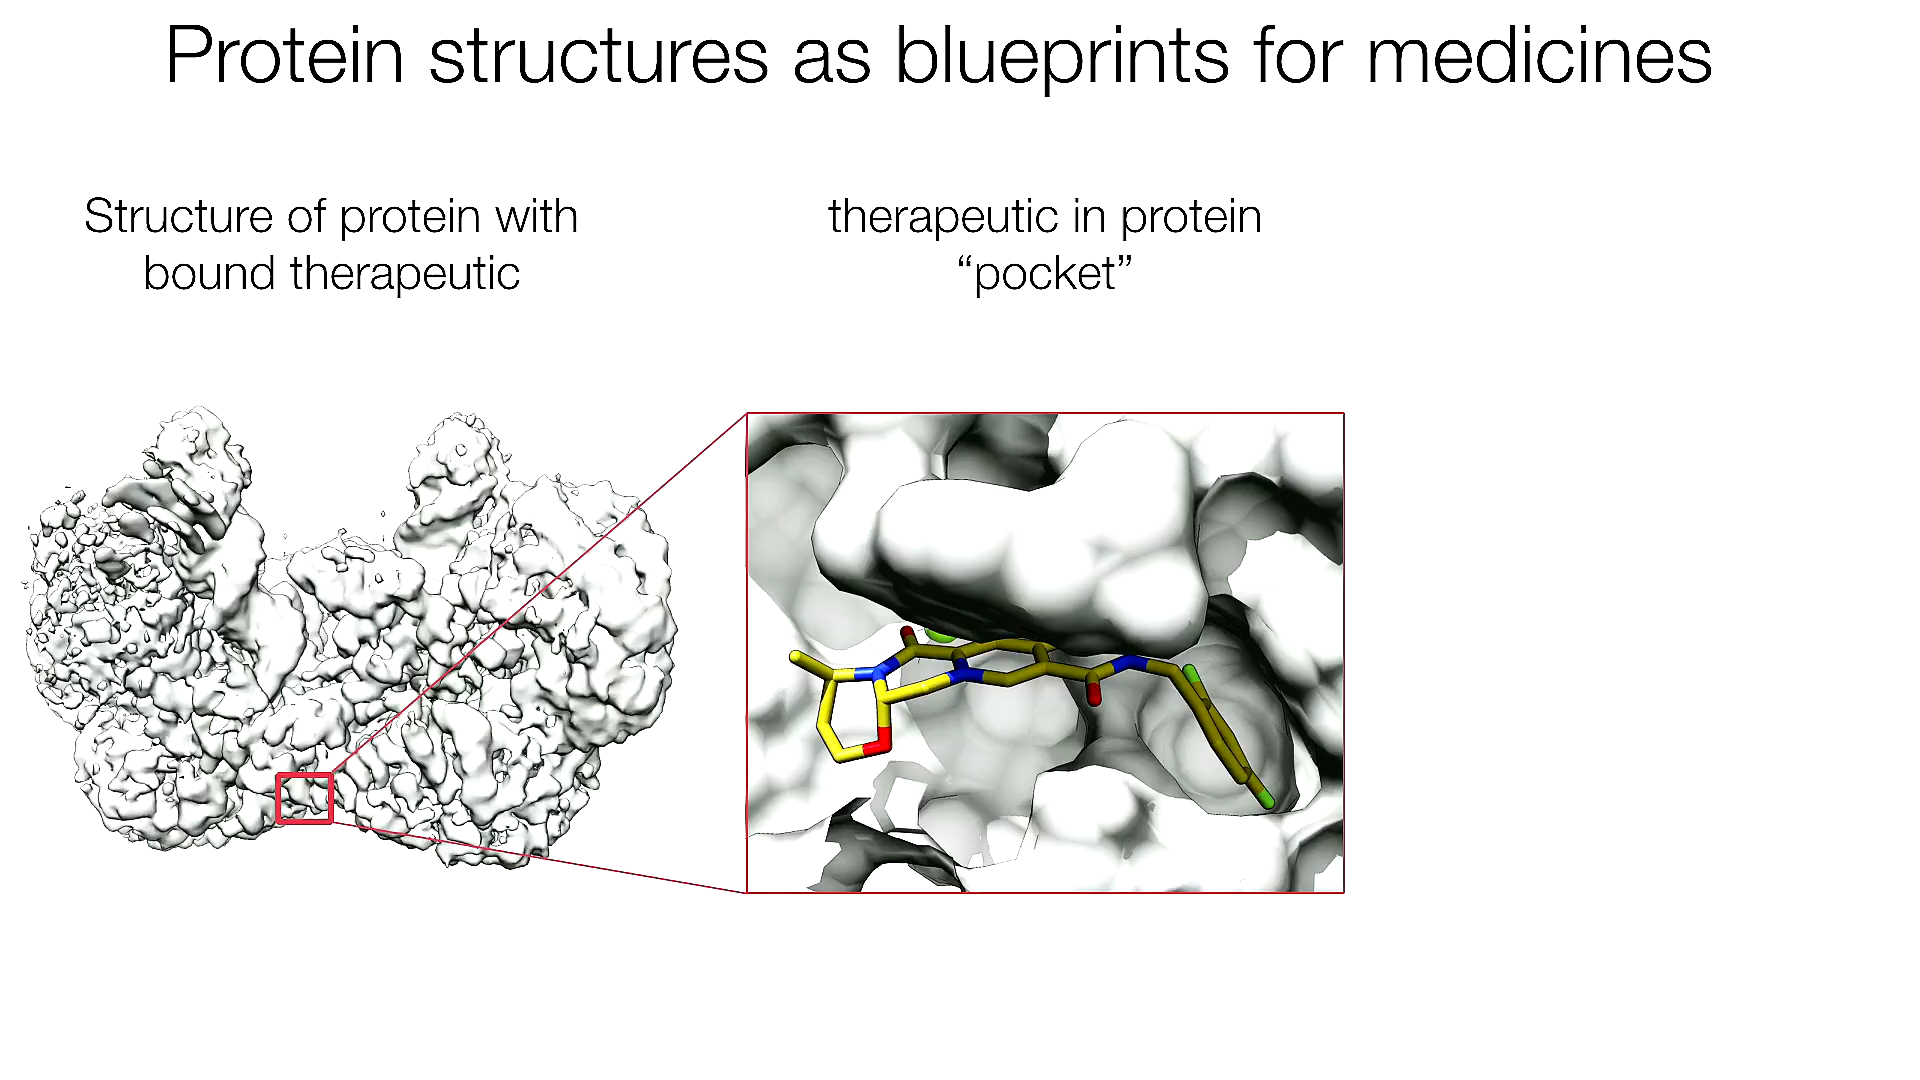 Protein structures as blueprints for medicines
Structure of protein with
bound therapeutic
therapeutic in protein
“pocket”